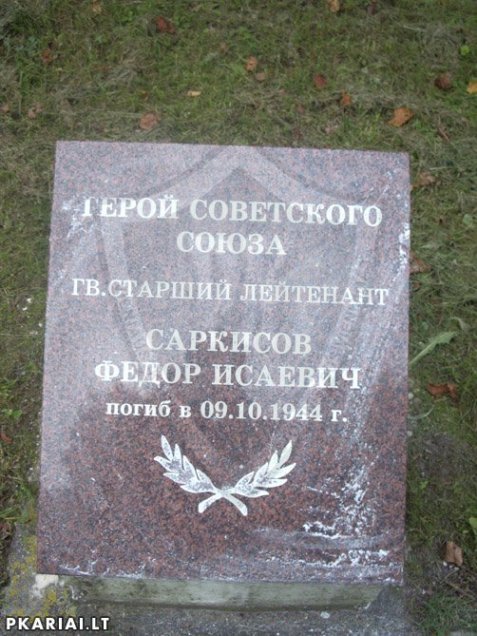 ГЕРОЙ СОВЕТСКОГО
СОЮЗА
ГВ.СТАРШИЙ ЛЕЙТЕНАНТ
САРКИСОВ
ФЕДОР ИСАЕВИЧ
погиб в 09.10.1944 г.
PKARIAI.LT